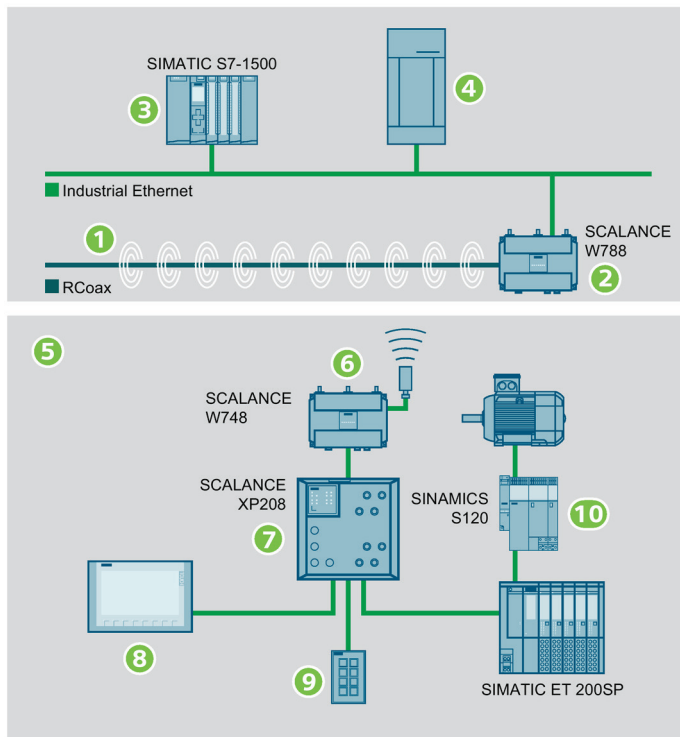 SIMATIC S7-1500
3
4
Industrial Ethernet
1
SCALANCE
W788
2
RCoax
5
6
SCALANCE
W748
SCALANCE
XP208
7
SINAMICS
S120
10
8
9
SIMATIC ET 200SP